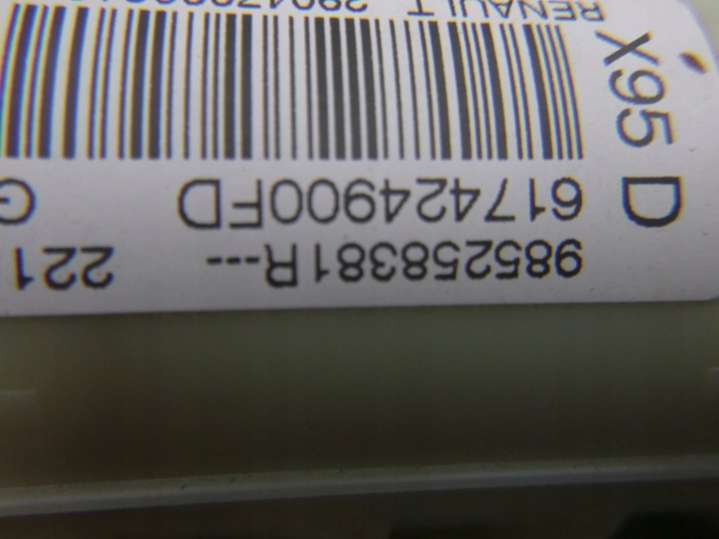 985258381R--- 221
617424900FD
RENAULT
X95 D